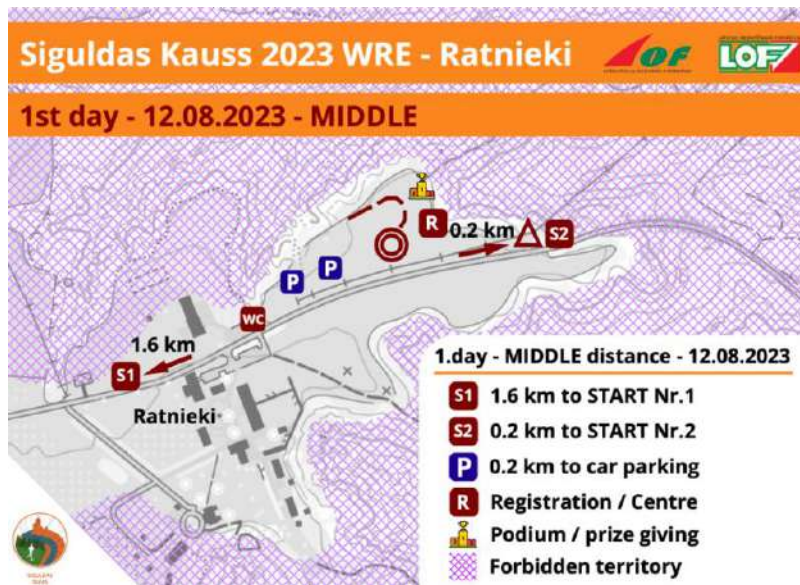 Siguldas Kauss 2023 WRE - Ratnieki
IOF
LOF
1st day - 12.08.2023 - MIDDLE
R
0.2 km
S2
P
P
WC
1.6 km
S1
Ratnieki
1.day - MIDDLE distance - 12.08.2023
S1 1.6 km to START Nr.1
S2 0.2 km to START Nr.2
P 0.2 km to car parking
R Registration / Centre
Podium / prize giving
Forbidden territory